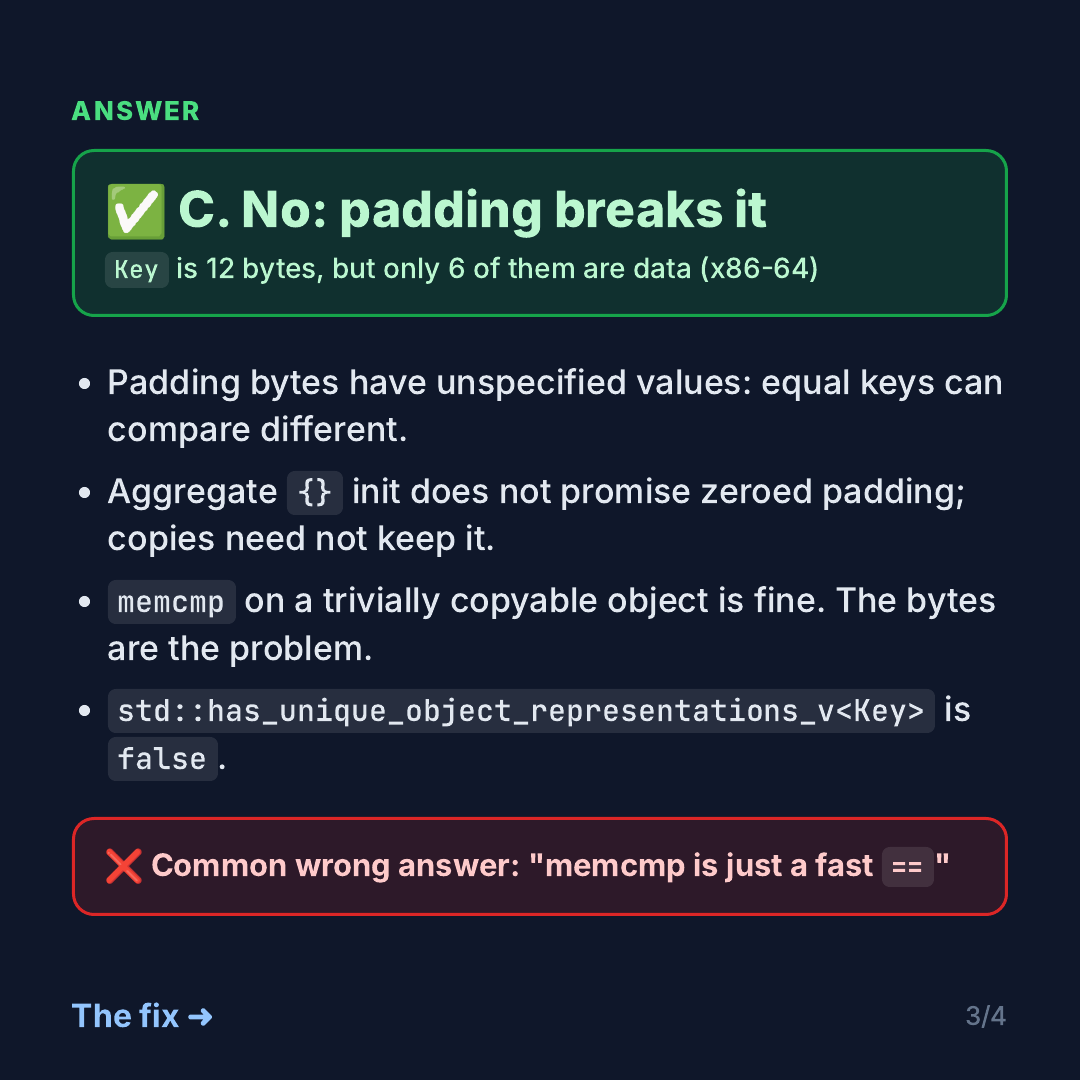 ANSWER
✅ C. No: padding breaks it
Key is 12 bytes, but only 6 of them are data (x86-64)
• Padding bytes have unspecified values: equal keys can
compare different.
• Aggregate {} init does not promise zeroed padding;
copies need not keep it.
• memcmp on a trivially copyable object is fine. The bytes
are the problem.
• std::has_unique_object_representations_v<Key> is
false.
❌ Common wrong answer: "memcmp is just a fast =="
The fix ➜
3/4